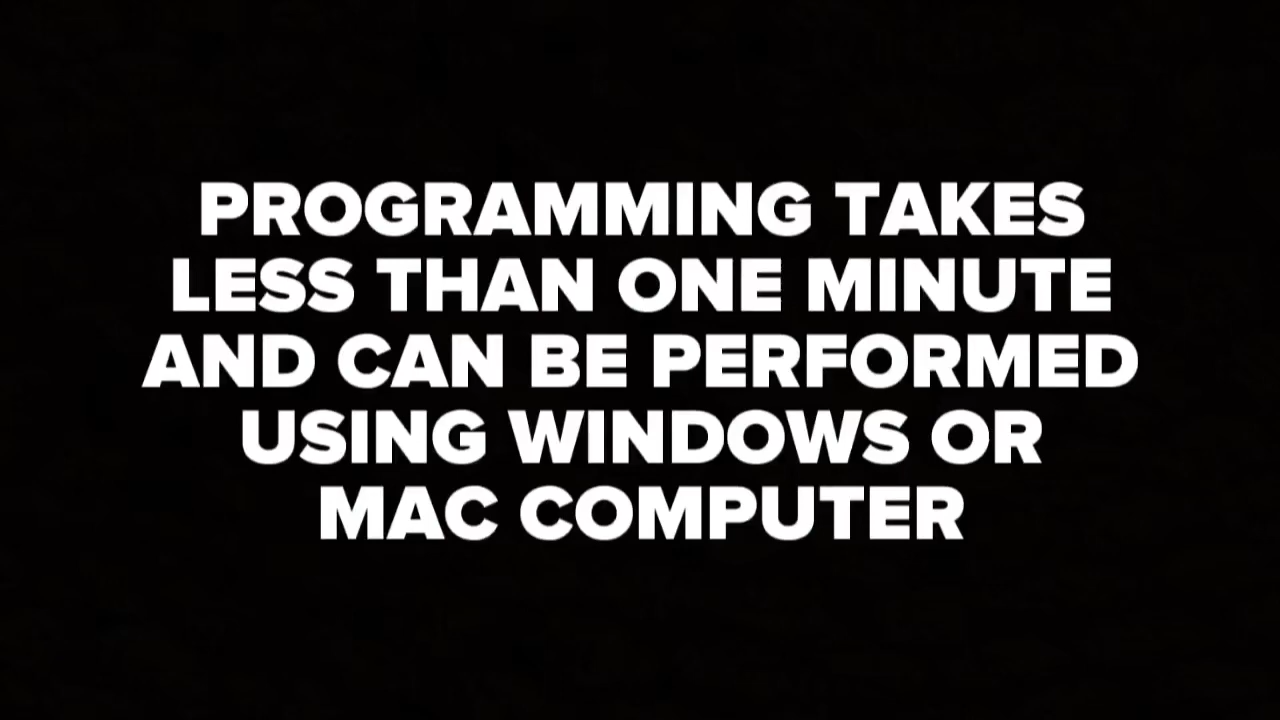 PROGRAMMING TAKES
LESS THAN ONE MINUTE
AND CAN BE PERFORMED
USING WINDOWS OR
MAC COMPUTER